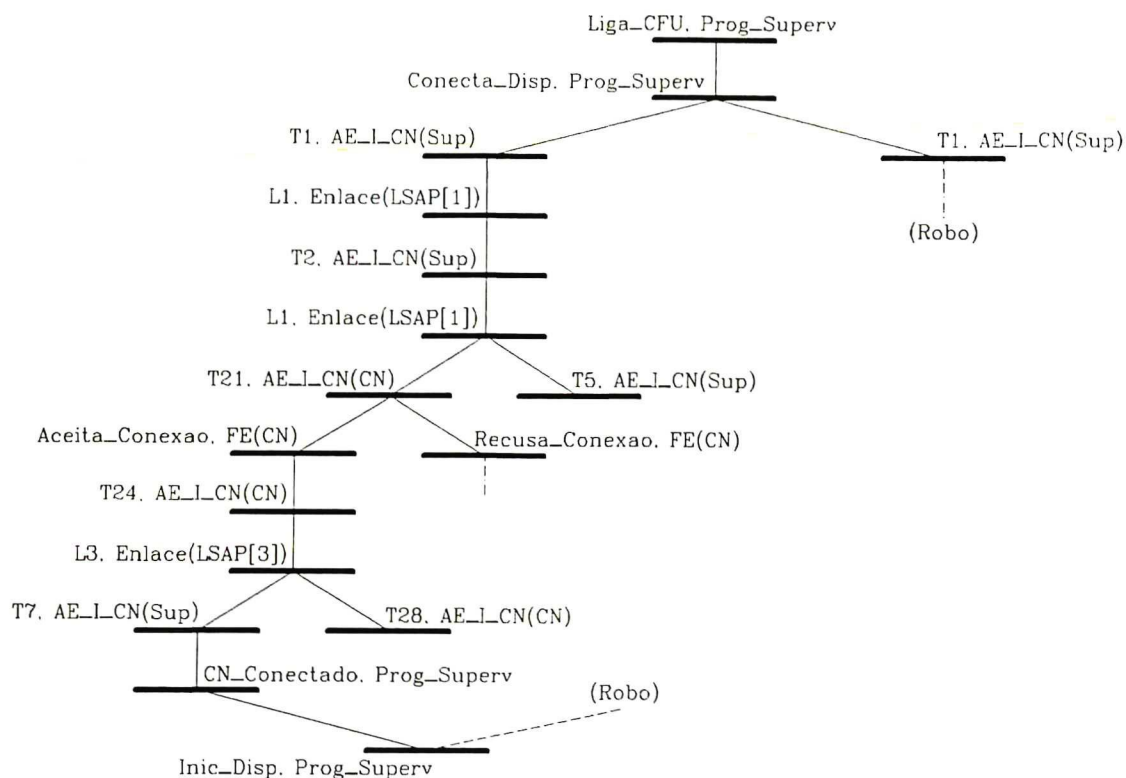 Liga_CFU, Prog_Superv
Conecta_Disp, Prog_Superv
T1, AE_I_CN(Sup)
T1, AE_I_CN(Sup)
L1, Enlace(LSAP[1])
(Robo)
T2, AE_I_CN(Sup)
L1, Enlace(LSAP[1])
T21, AE_I_CN(CN)
T5, AE_I_CN(Sup)
Aceita_Conexao, FE(CN)
Recusa_Conexao, FE(CN)
T24, AE_I_CN(CN)
L3, Enlace(LSAP[3])
T7, AE_I_CN(Sup)
T28, AE_I_CN(CN)
CN_Conectado, Prog_Superv
(Robo)
Inic_Disp, Prog_Superv